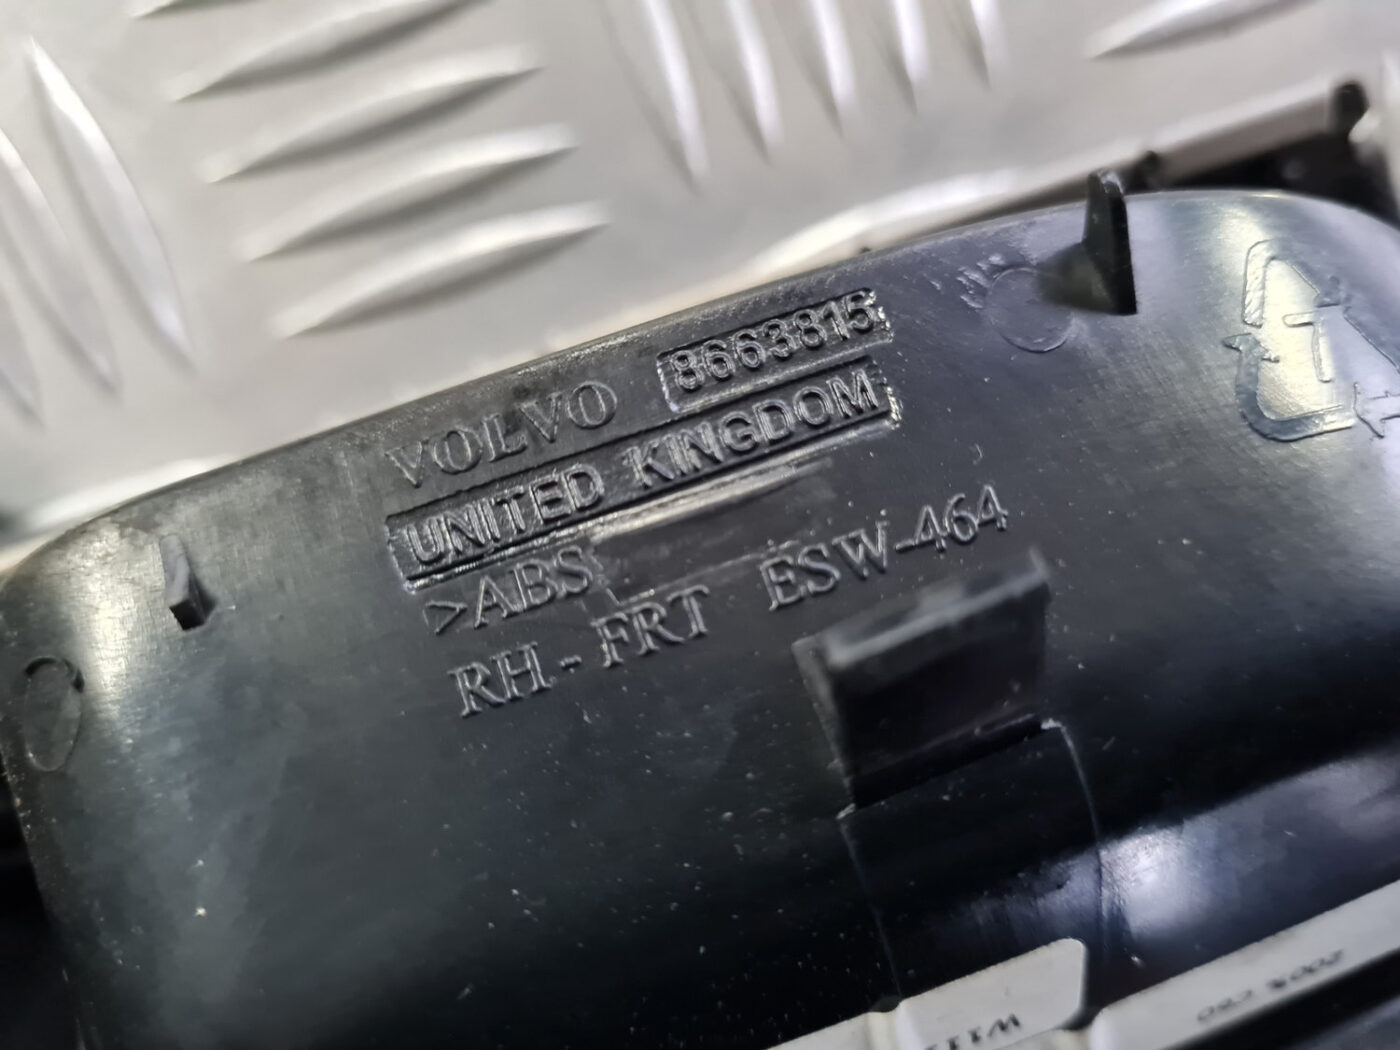 VOLVO 8663815
UNITED KINGDOM
>ABS
RH - FRT ESW-464